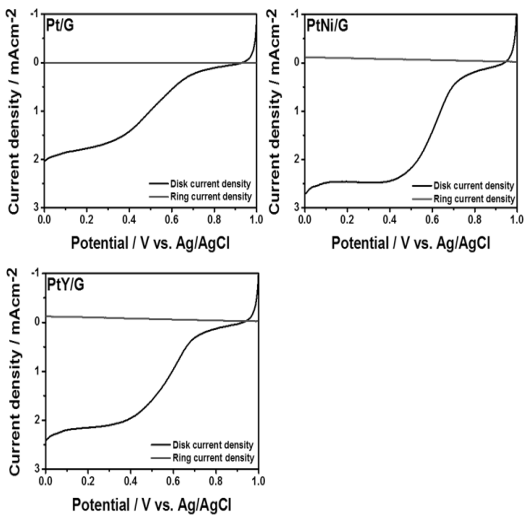 Pt/G
-1
0
1
2
3
Current density / mAcm-2
Disk current density
Ring current density
0.0 0.2 0.4 0.6 0.8 1.0
Potential / V vs. Ag/AgCl
PtNi/G
-1
0
1
2
3
Current density / mAcm-2
Disk current density
Ring current density
0.0 0.2 0.4 0.6 0.8 1.0
Potential / V vs. Ag/AgCl
PtY/G
-1
0
1
2
3
Current density / mAcm-2
Disk current density
Ring current density
0.0 0.2 0.4 0.6 0.8 1.0
Potential / V vs. Ag/AgCl